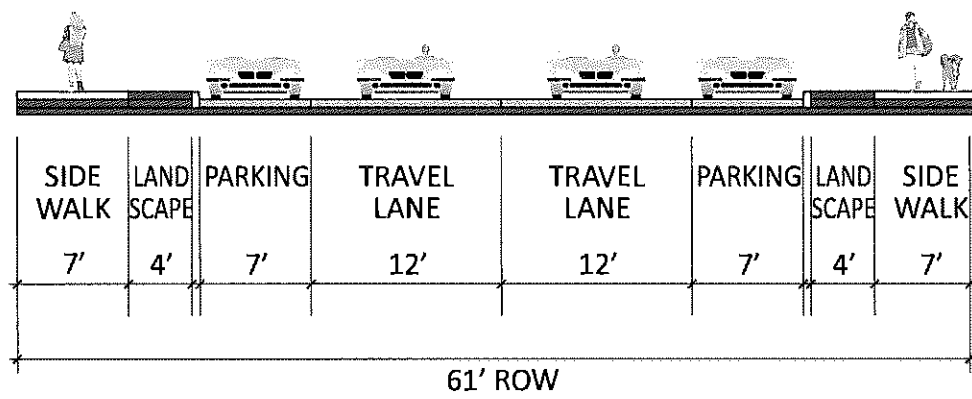 SIDE WALK 7'
LAND SCAPE 4'
PARKING 7'
TRAVEL LANE 12'
TRAVEL LANE 12'
PARKING 7'
LAND SCAPE 4'
SIDE WALK 7'
61' ROW